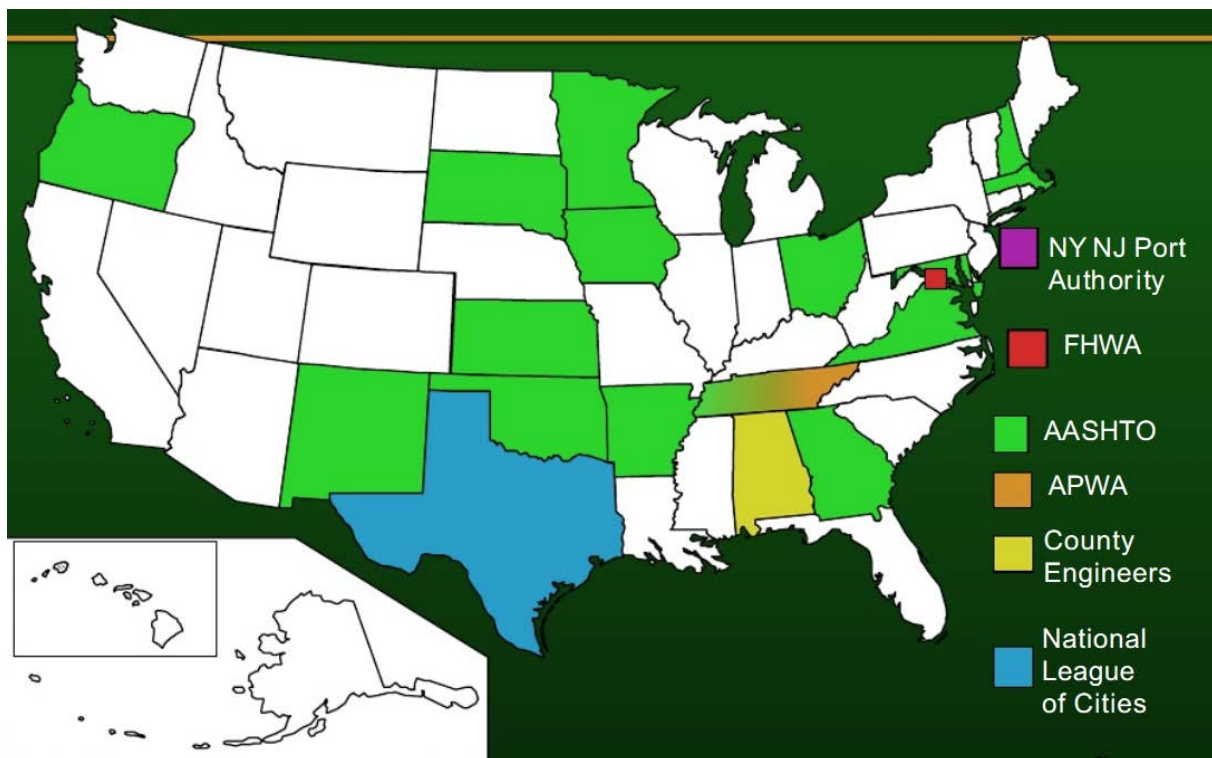 NY NJ Port
Authority
FHWA
AASHTO
APWA
County
Engineers
National
League
of Cities